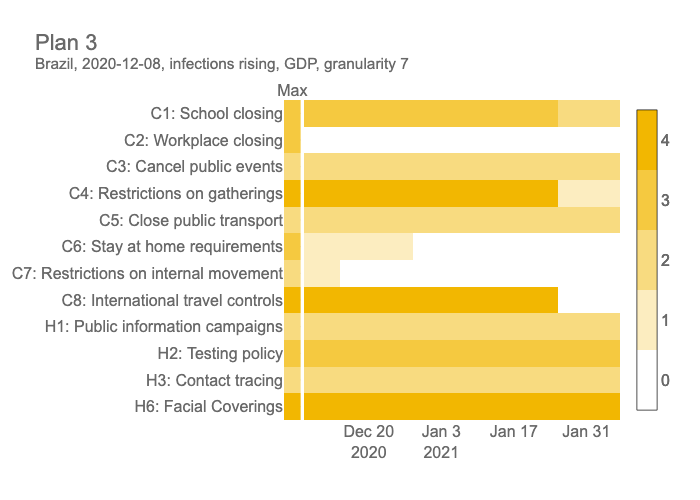 Plan 3
Brazil, 2020-12-08, infections rising, GDP, granularity 7
Max
C1: School closing
C2: Workplace closing
C3: Cancel public events
C4: Restrictions on gatherings
C5: Close public transport
C6: Stay at home requirements
C7: Restrictions on internal movement
C8: International travel controls
H1: Public information campaigns
H2: Testing policy
H3: Contact tracing
H6: Facial Coverings
Dec 20 Jan 3 Jan 17 Jan 31
2020 2021
4
3
2
1
0